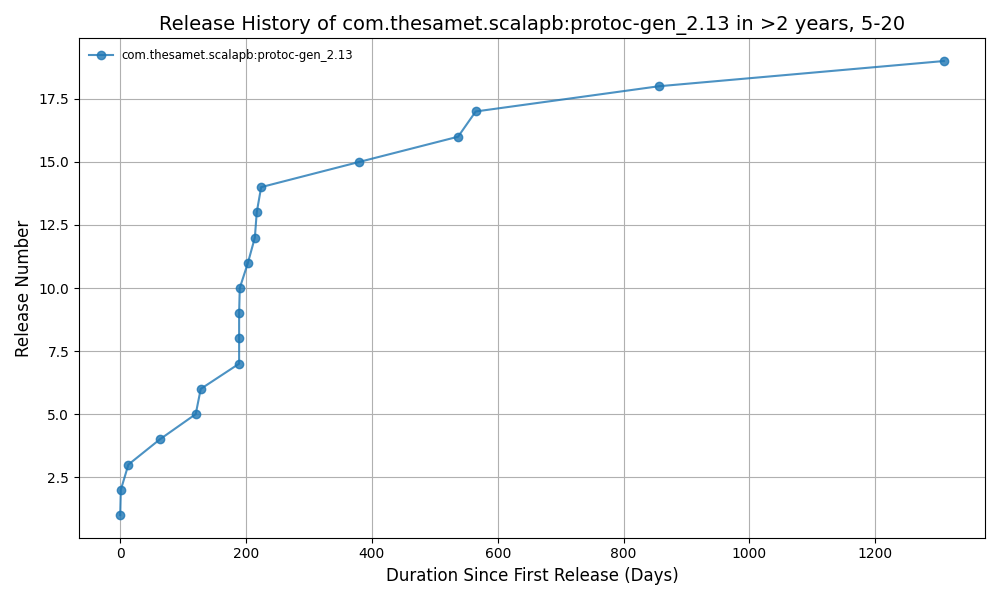 Release History of com.thesamet.scalapb:protoc-gen_2.13 in >2 years, 5-20
com.thesamet.scalapb:protoc-gen_2.13
Release Number
17.5
15.0
12.5
10.0
7.5
5.0
2.5
0 200 400 600 800 1000 1200
Duration Since First Release (Days)